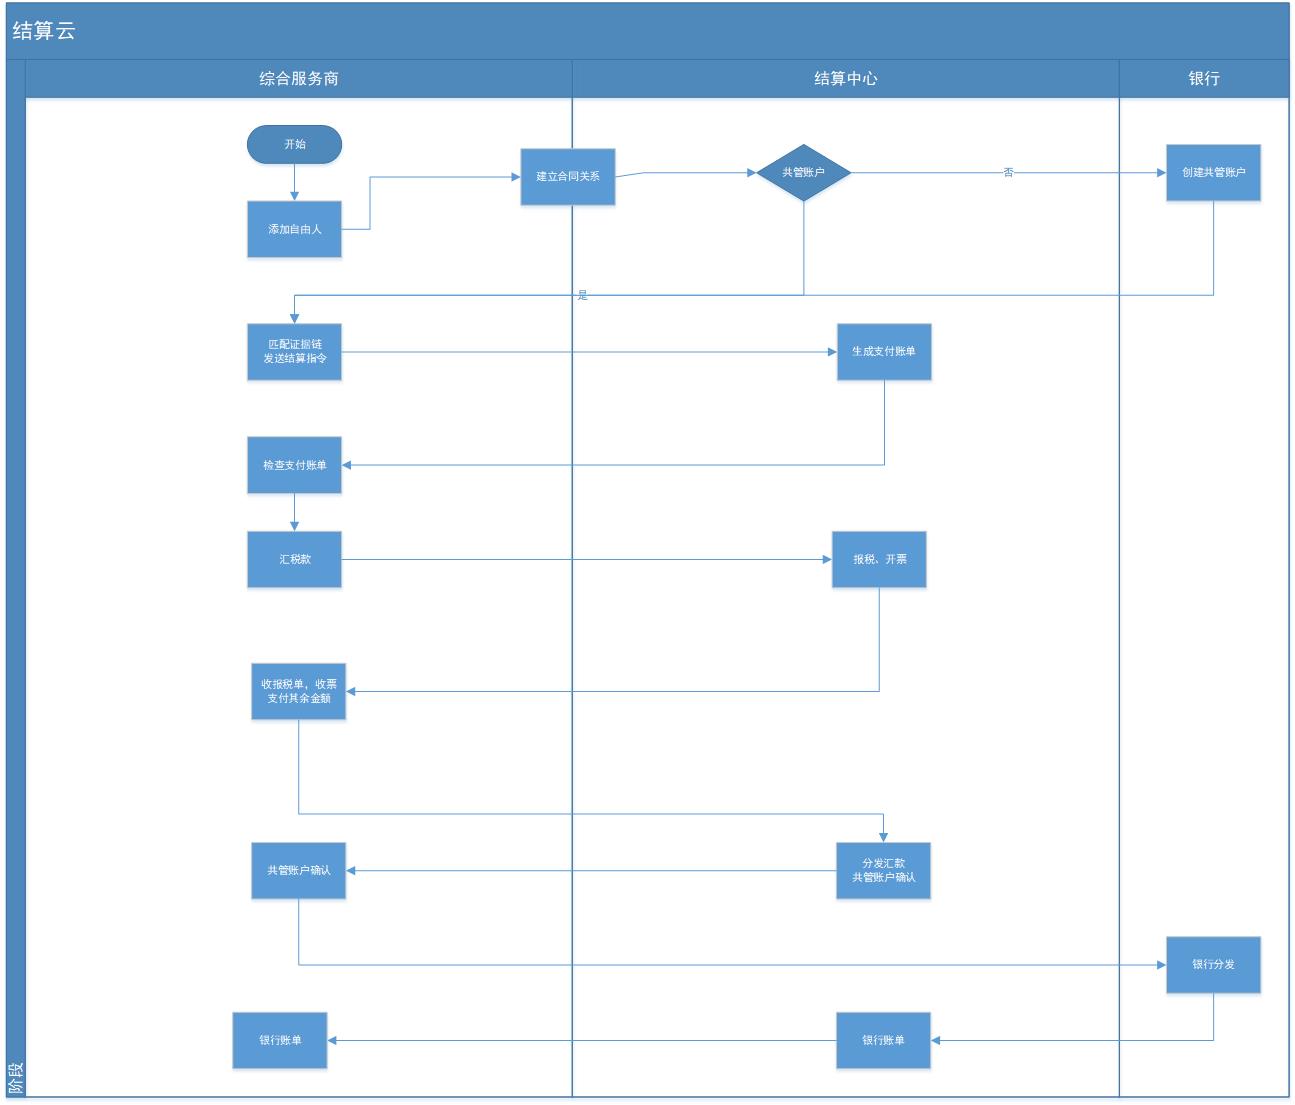 结算云
综合服务商
结算中心
银行
开始
建立合同关系
共管账户
否
创建共管账户
添加自由人
是
匹配证据链
发送结算指令
生成支付账单
检查支付账单
汇税款
报税、开票
收报税单，收票
支付其余金额
分发汇款
共管账户确认
共管账户确认
银行分发
银行账单
银行账单
阶段